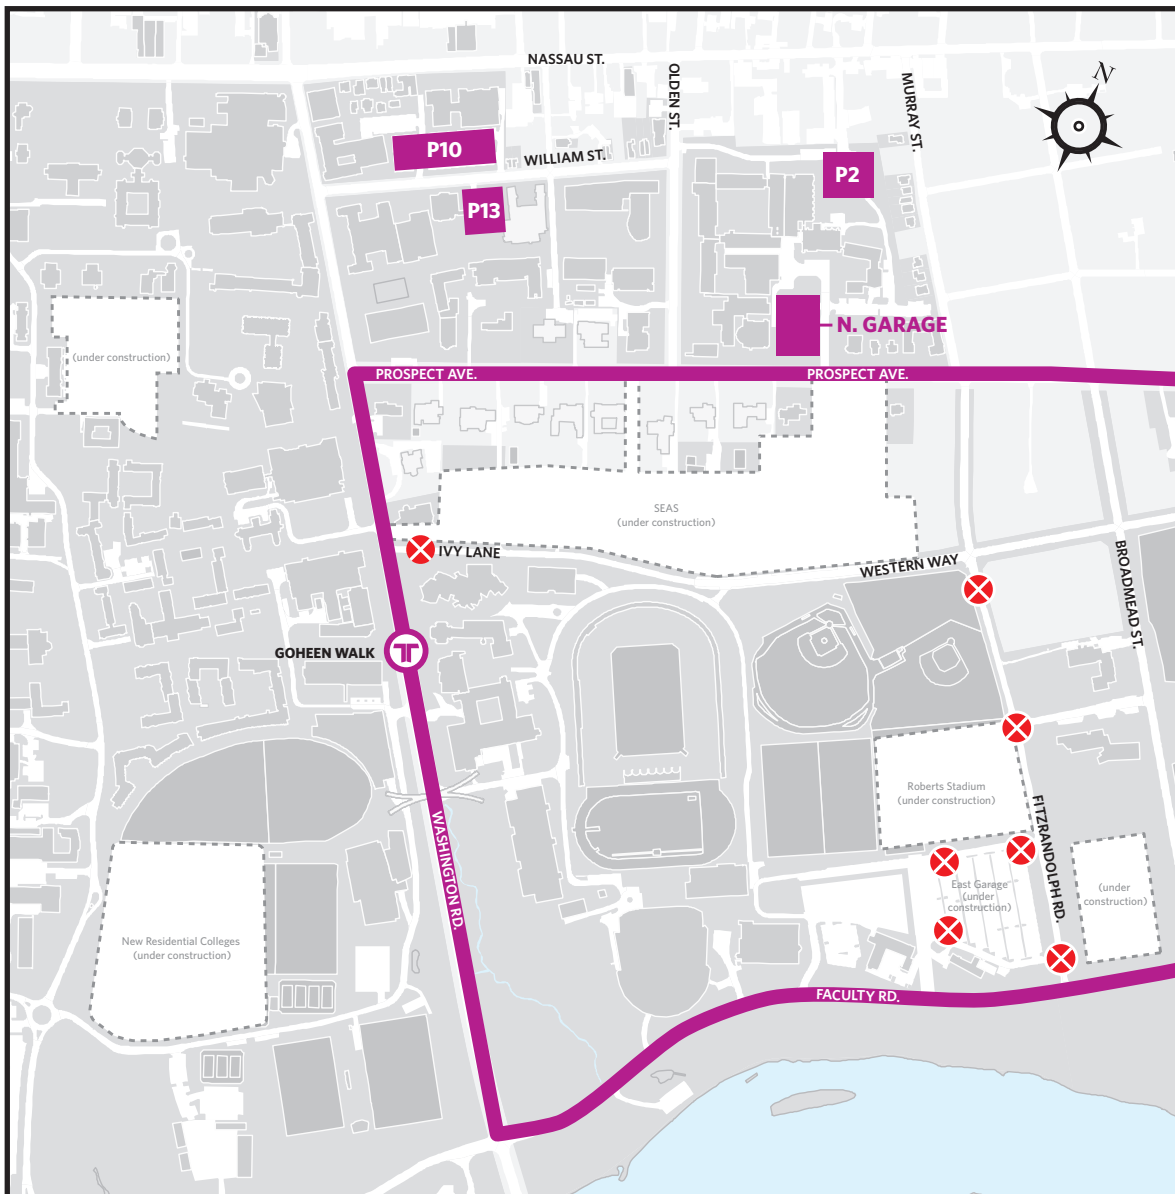 NASSAU ST.
OLDEN ST.
MURRAY ST.
N
P10
WILLIAM ST.
P2
P13
N. GARAGE
(under construction)
PROSPECT AVE.
PROSPECT AVE.
SEAS
(under construction)
IVY LANE
WESTERN WAY
BROADMEAD ST.
GOHEEN WALK
T
Roberts Stadium
(under construction)
FITZRANDOLPH RD.
WASHINGTON RD.
East Garage
(under
construction)
(under
construction)
New Residential Colleges
(under construction)
FACULTY RD.